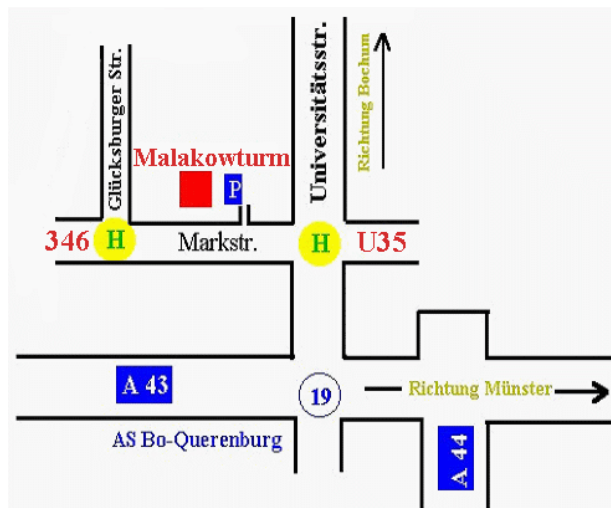 Glücksburger Str.
Universitätsstr.
Richtung Bochum
Malakowturm
P
346
H
Markstr.
H
U35
A 43
19
Richtung Münster
AS Bo-Querenburg
A 44